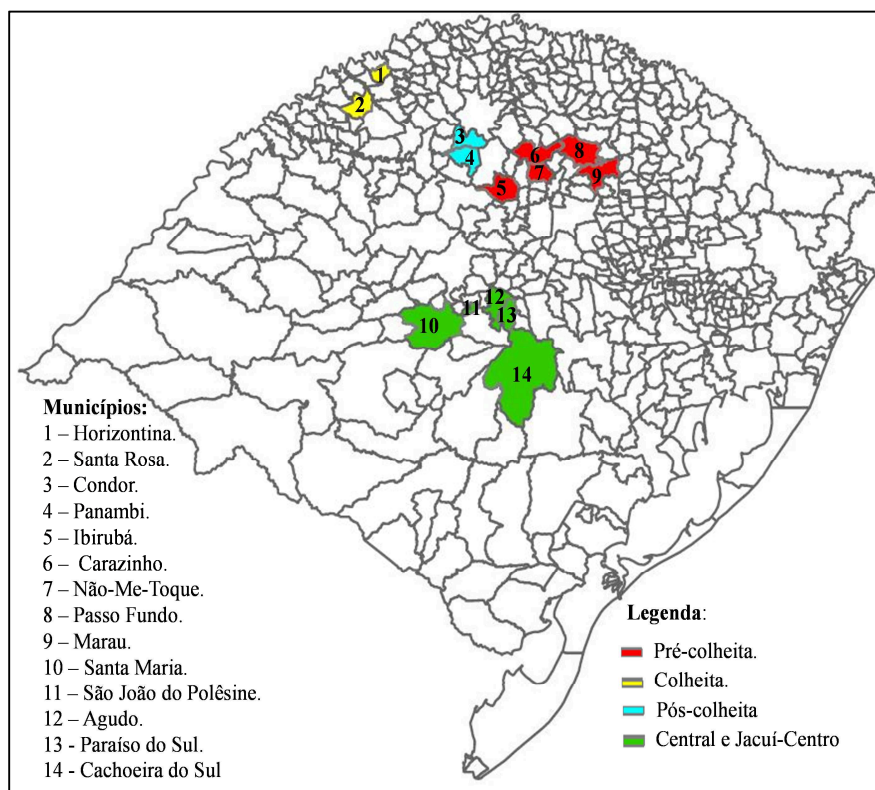 1
2
3
4
5
6
7
8
9
10
11
12
13
14
Municípios:
1 – Horizontina.
2 – Santa Rosa.
3 – Condor.
4 – Panambi.
5 – Ibirubá.
6 – Carazinho.
7 – Não-Me-Toque.
8 – Passo Fundo.
9 – Marau.
10 – Santa Maria.
11 – São João do Polêsine.
12 – Agudo.
13 - Paraíso do Sul.
14 - Cachoeira do Sul
Legenda:
Pré-colheita.
Colheita.
Pós-colheita
Central e Jacuí-Centro